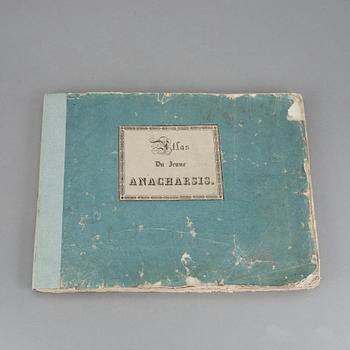 Atlas
Du Jeune
ANACHARSIS.